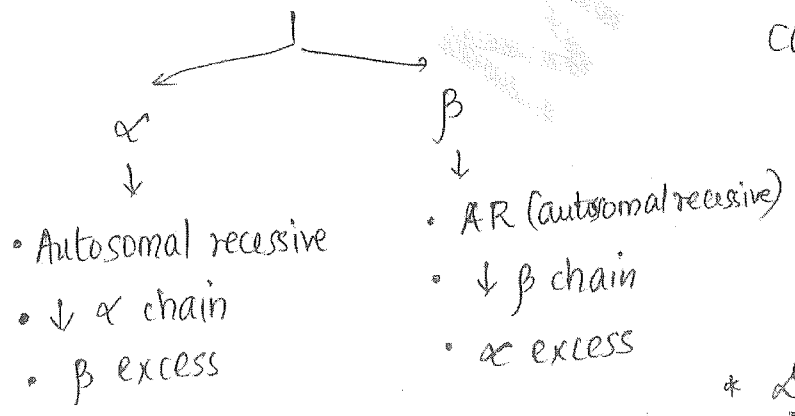 α
↓
• Autosomal recessive
• ↓ α chain
• β excess
β
↓
• AR (autosomal recessive)
• ↓ β chain
• α excess